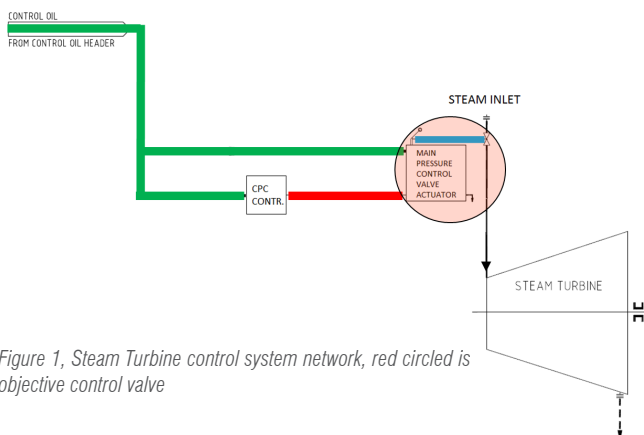 CONTROL OIL
FROM CONTROL OIL HEADER
STEAM INLET
MAIN
PRESSURE
CONTROL
VALVE
ACTUATOR
CPC
CONTR.
STEAM TURBINE
Figure 1, Steam Turbine control system network, red circled is
objective control valve